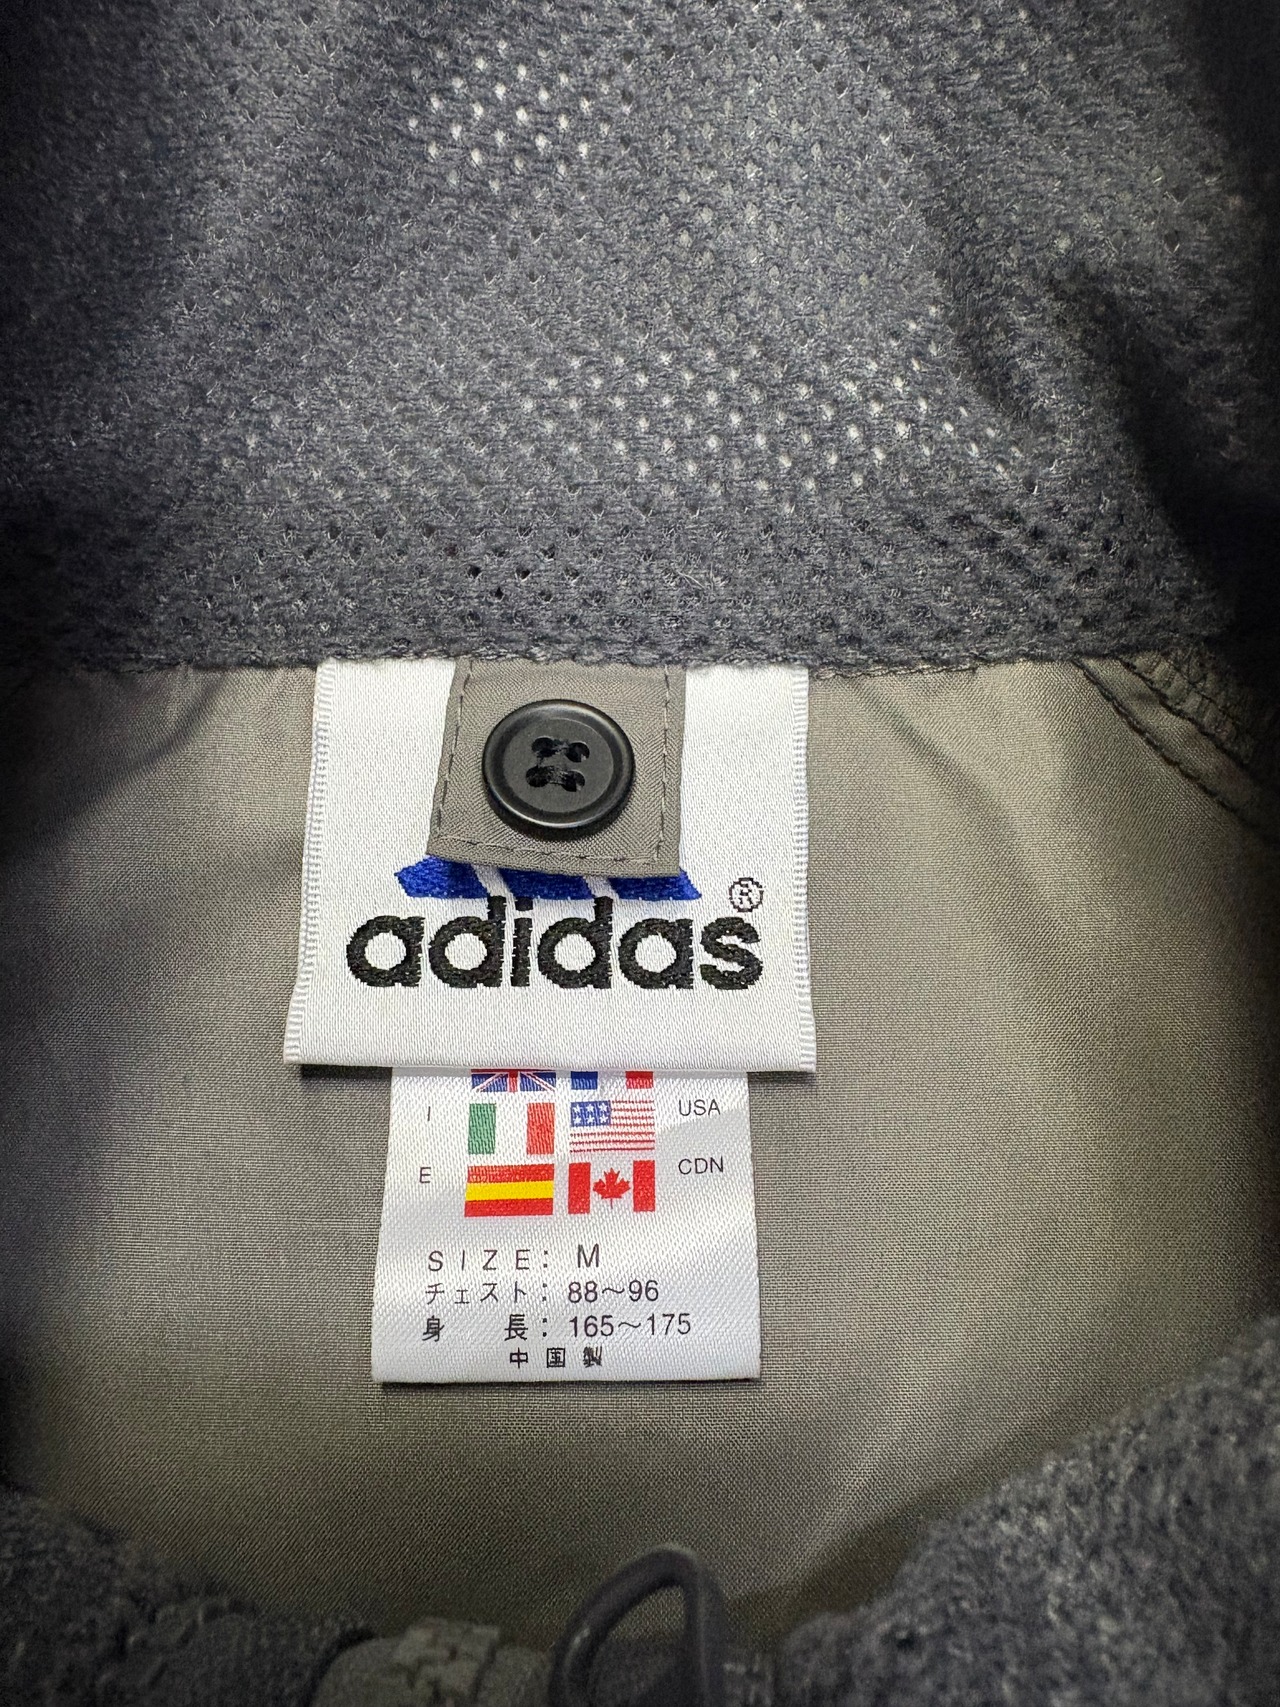 adidas®
I USA
E CDN
SIZE: M
チェスト: 88〜96
身 長: 165〜175
中国製